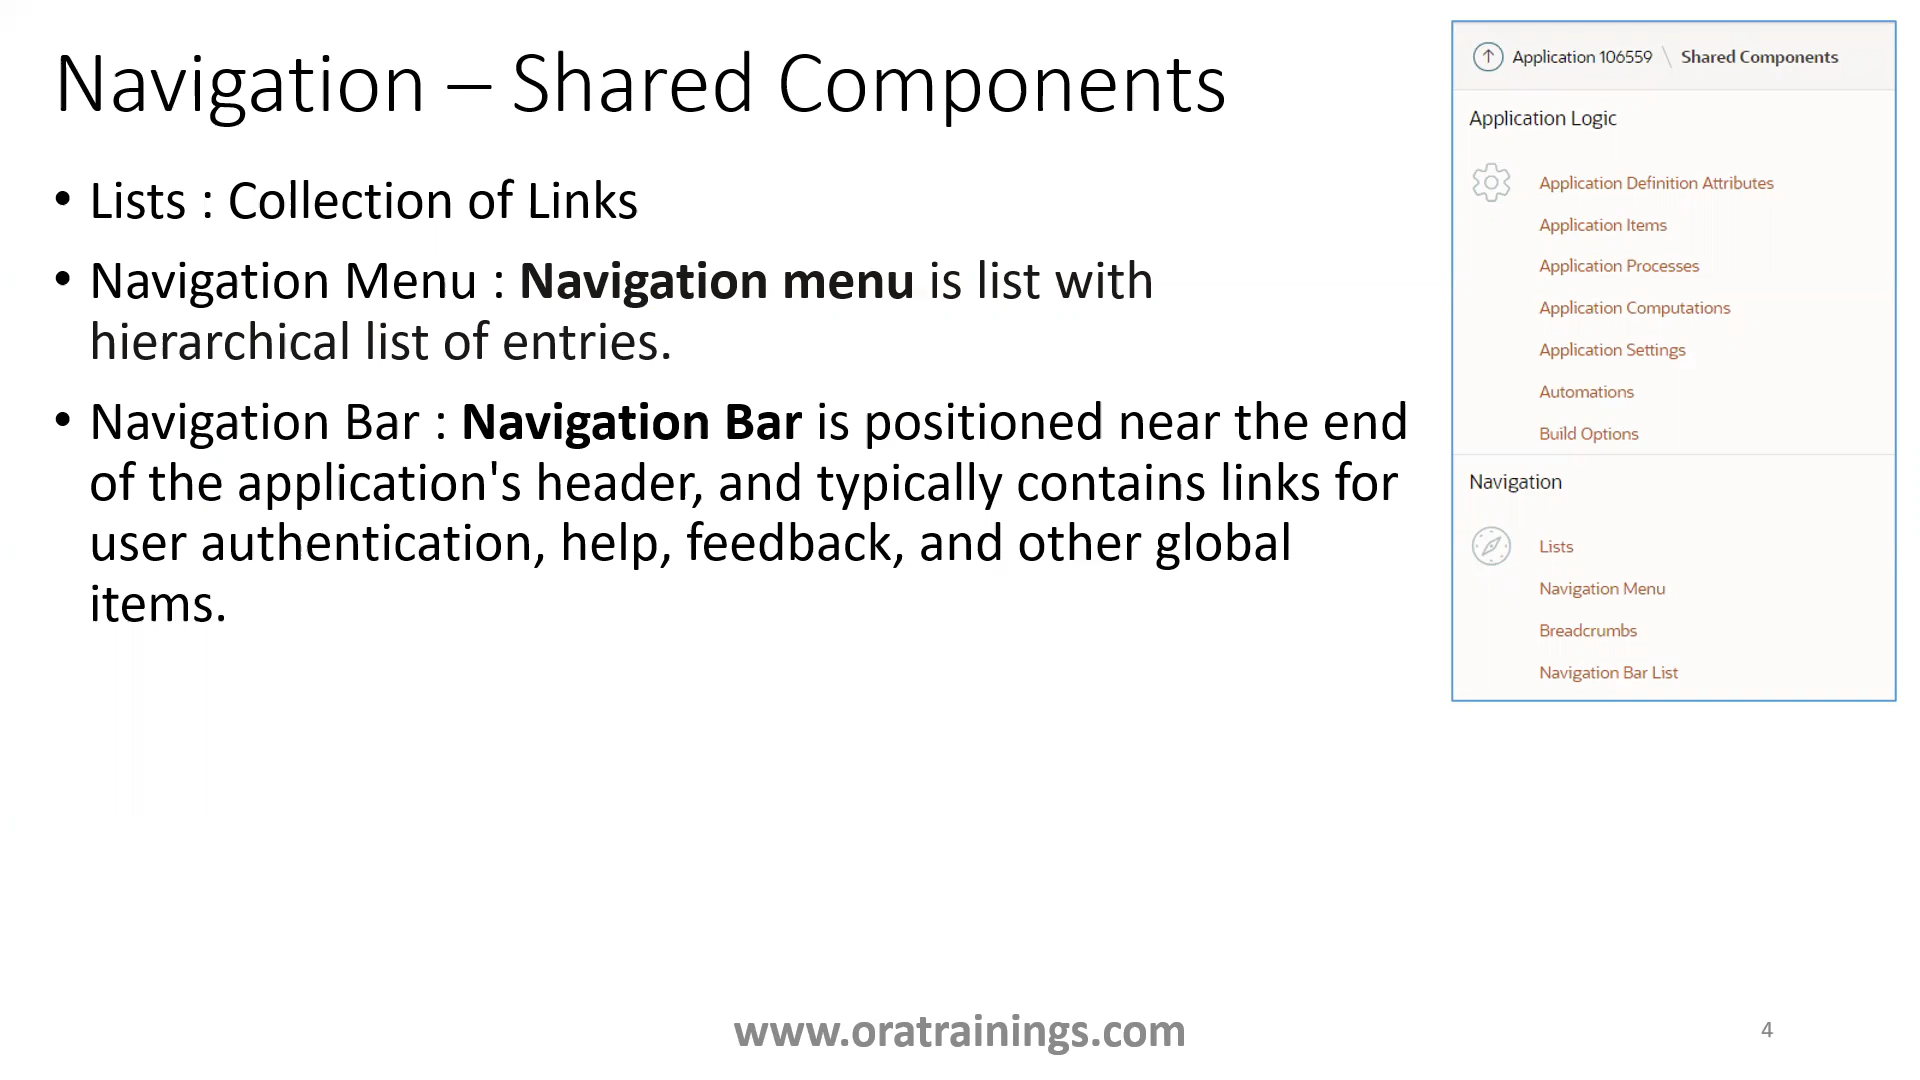 Navigation – Shared Components
• Lists : Collection of Links
• Navigation Menu : Navigation menu is list with
hierarchical list of entries.
• Navigation Bar : Navigation Bar is positioned near the end
of the application's header, and typically contains links for
user authentication, help, feedback, and other global
items.
Application 106559 \ Shared Components
Application Logic
Application Definition Attributes
Application Items
Application Processes
Application Computations
Application Settings
Automations
Build Options
Navigation
Lists
Navigation Menu
Breadcrumbs
Navigation Bar List
www.oratrainings.com
4